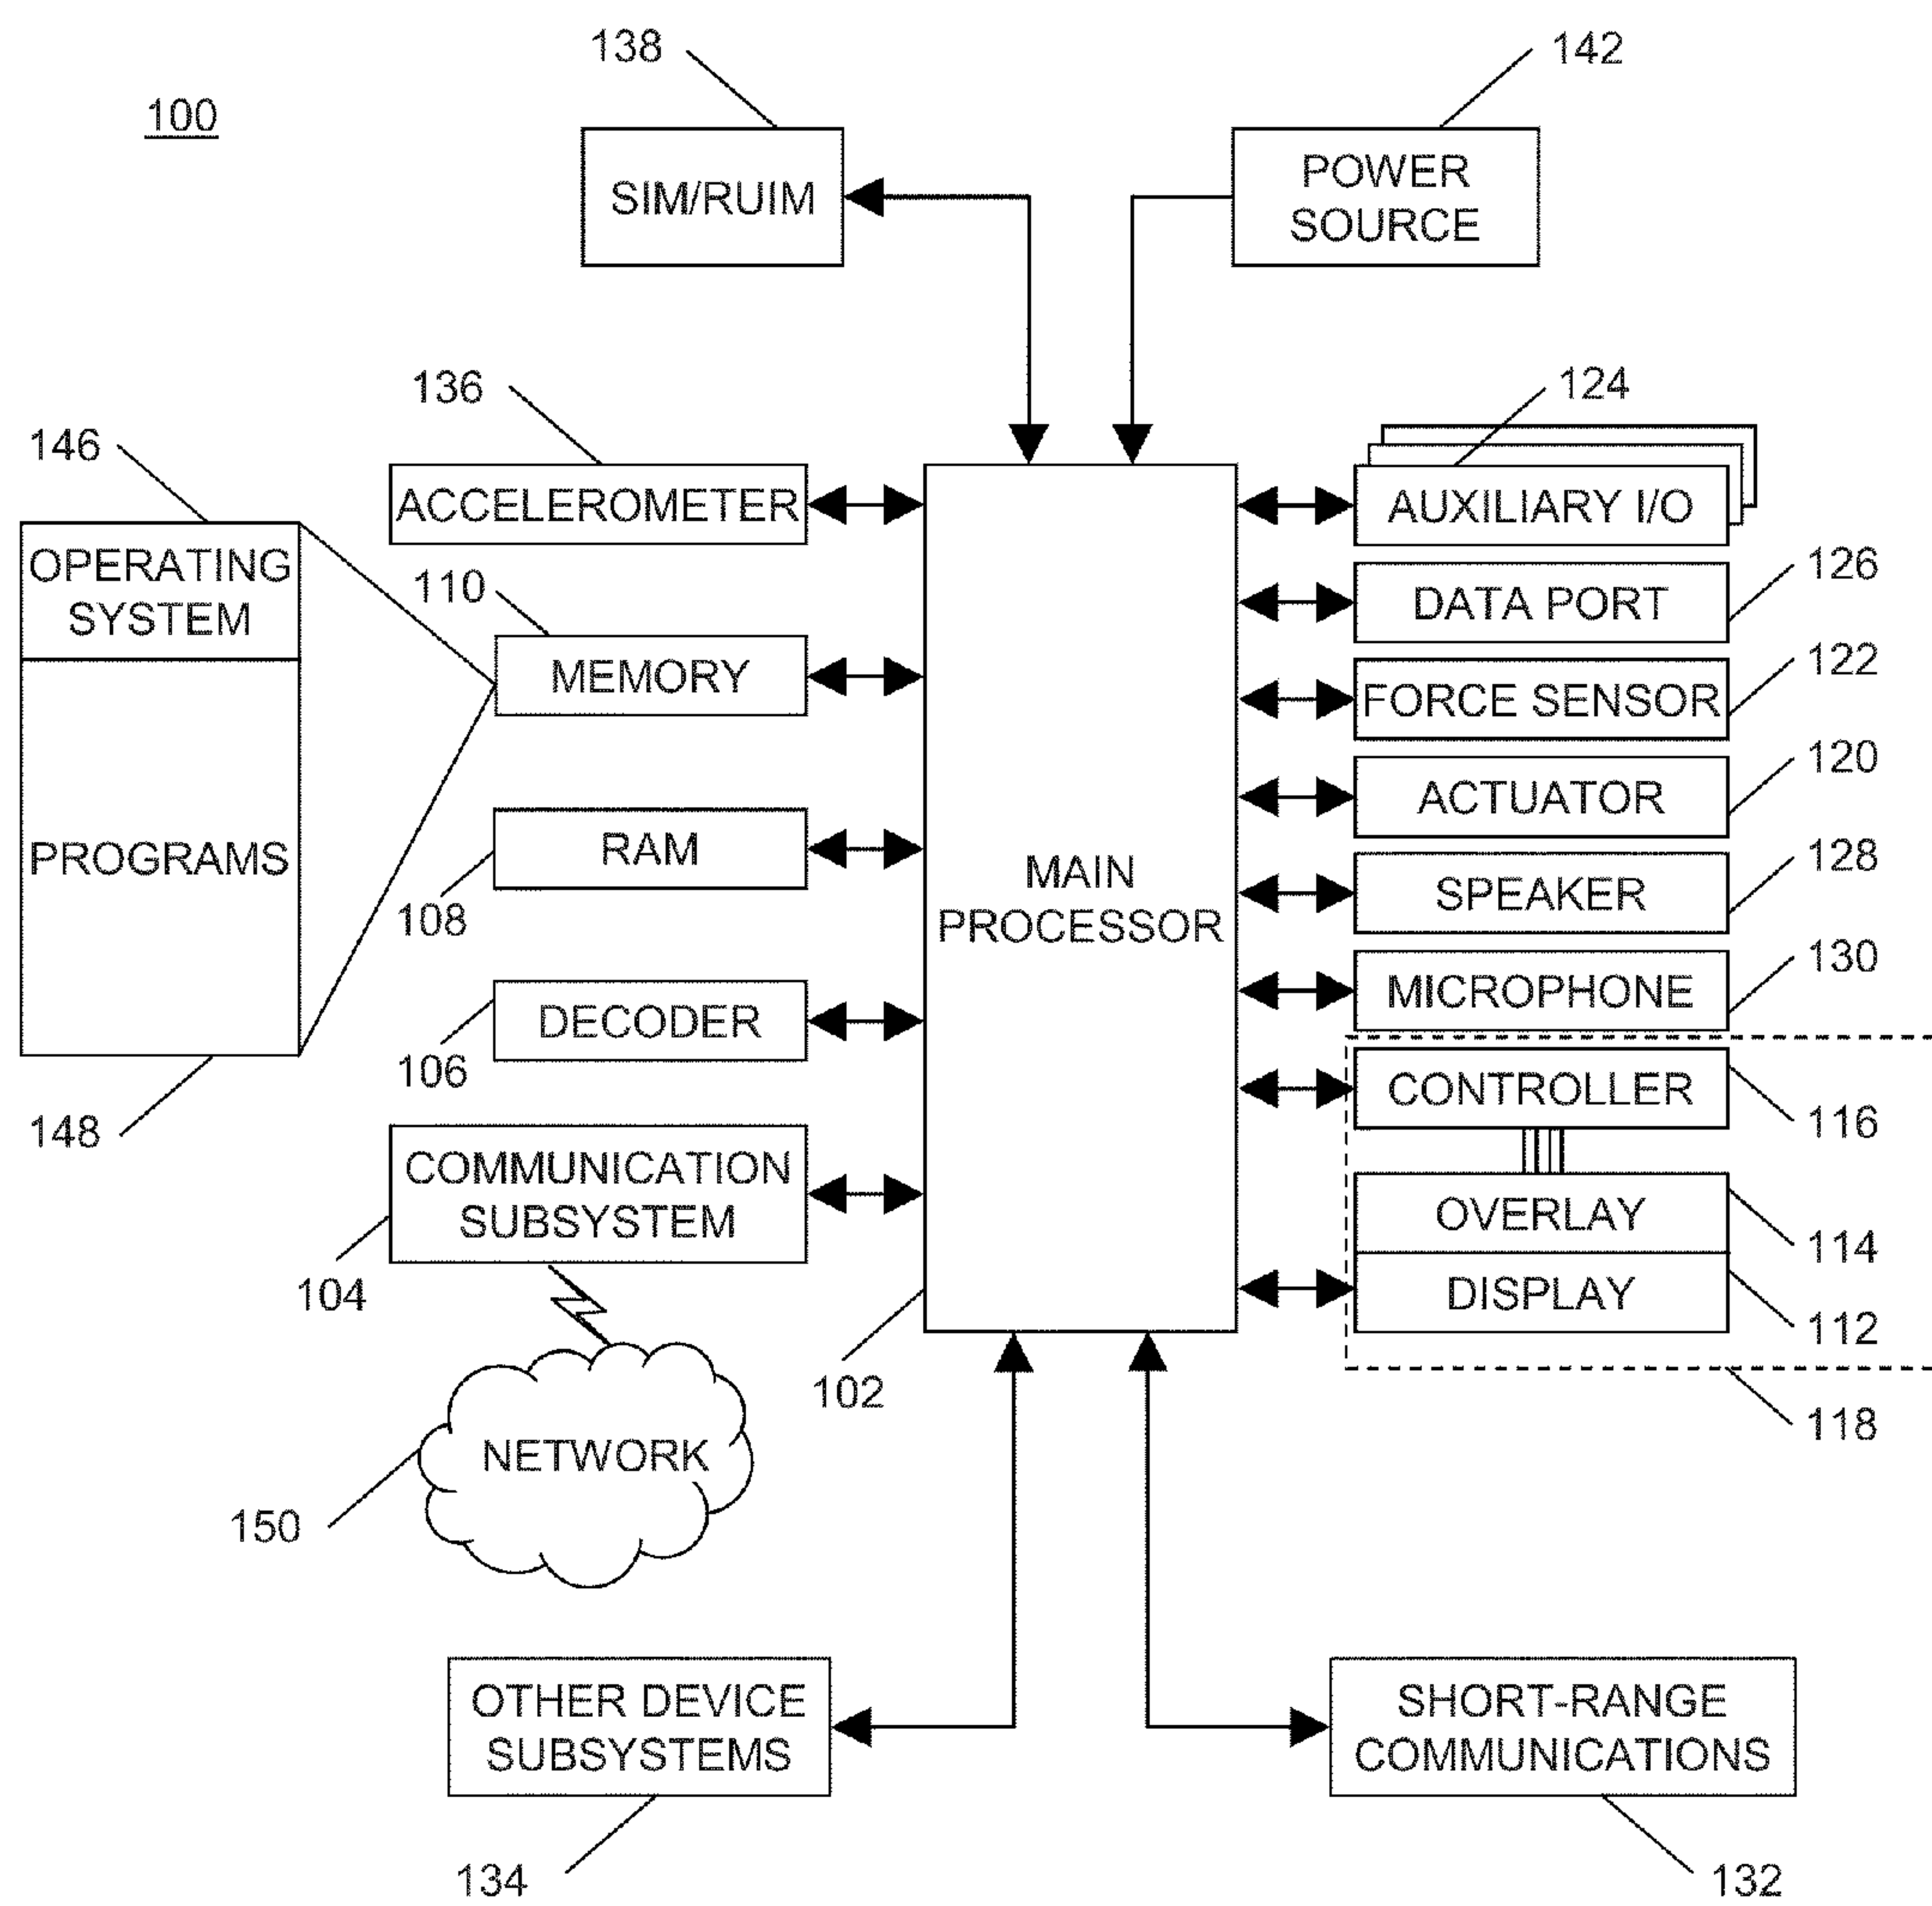 138
142
100
SIM/RUIM
POWER
SOURCE
136
124
146
ACCELEROMETER
AUXILIARY I/O
OPERATING
SYSTEM
110
126
MEMORY
DATA PORT
122
FORCE SENSOR
120
ACTUATOR
PROGRAMS
RAM
108
MAIN
PROCESSOR
128
SPEAKER
130
MICROPHONE
DECODER
106
CONTROLLER
116
148
COMMUNICATION
SUBSYSTEM
OVERLAY
114
104
DISPLAY
112
102
118
NETWORK
150
OTHER DEVICE
SUBSYSTEMS
SHORT-RANGE
COMMUNICATIONS
134
132